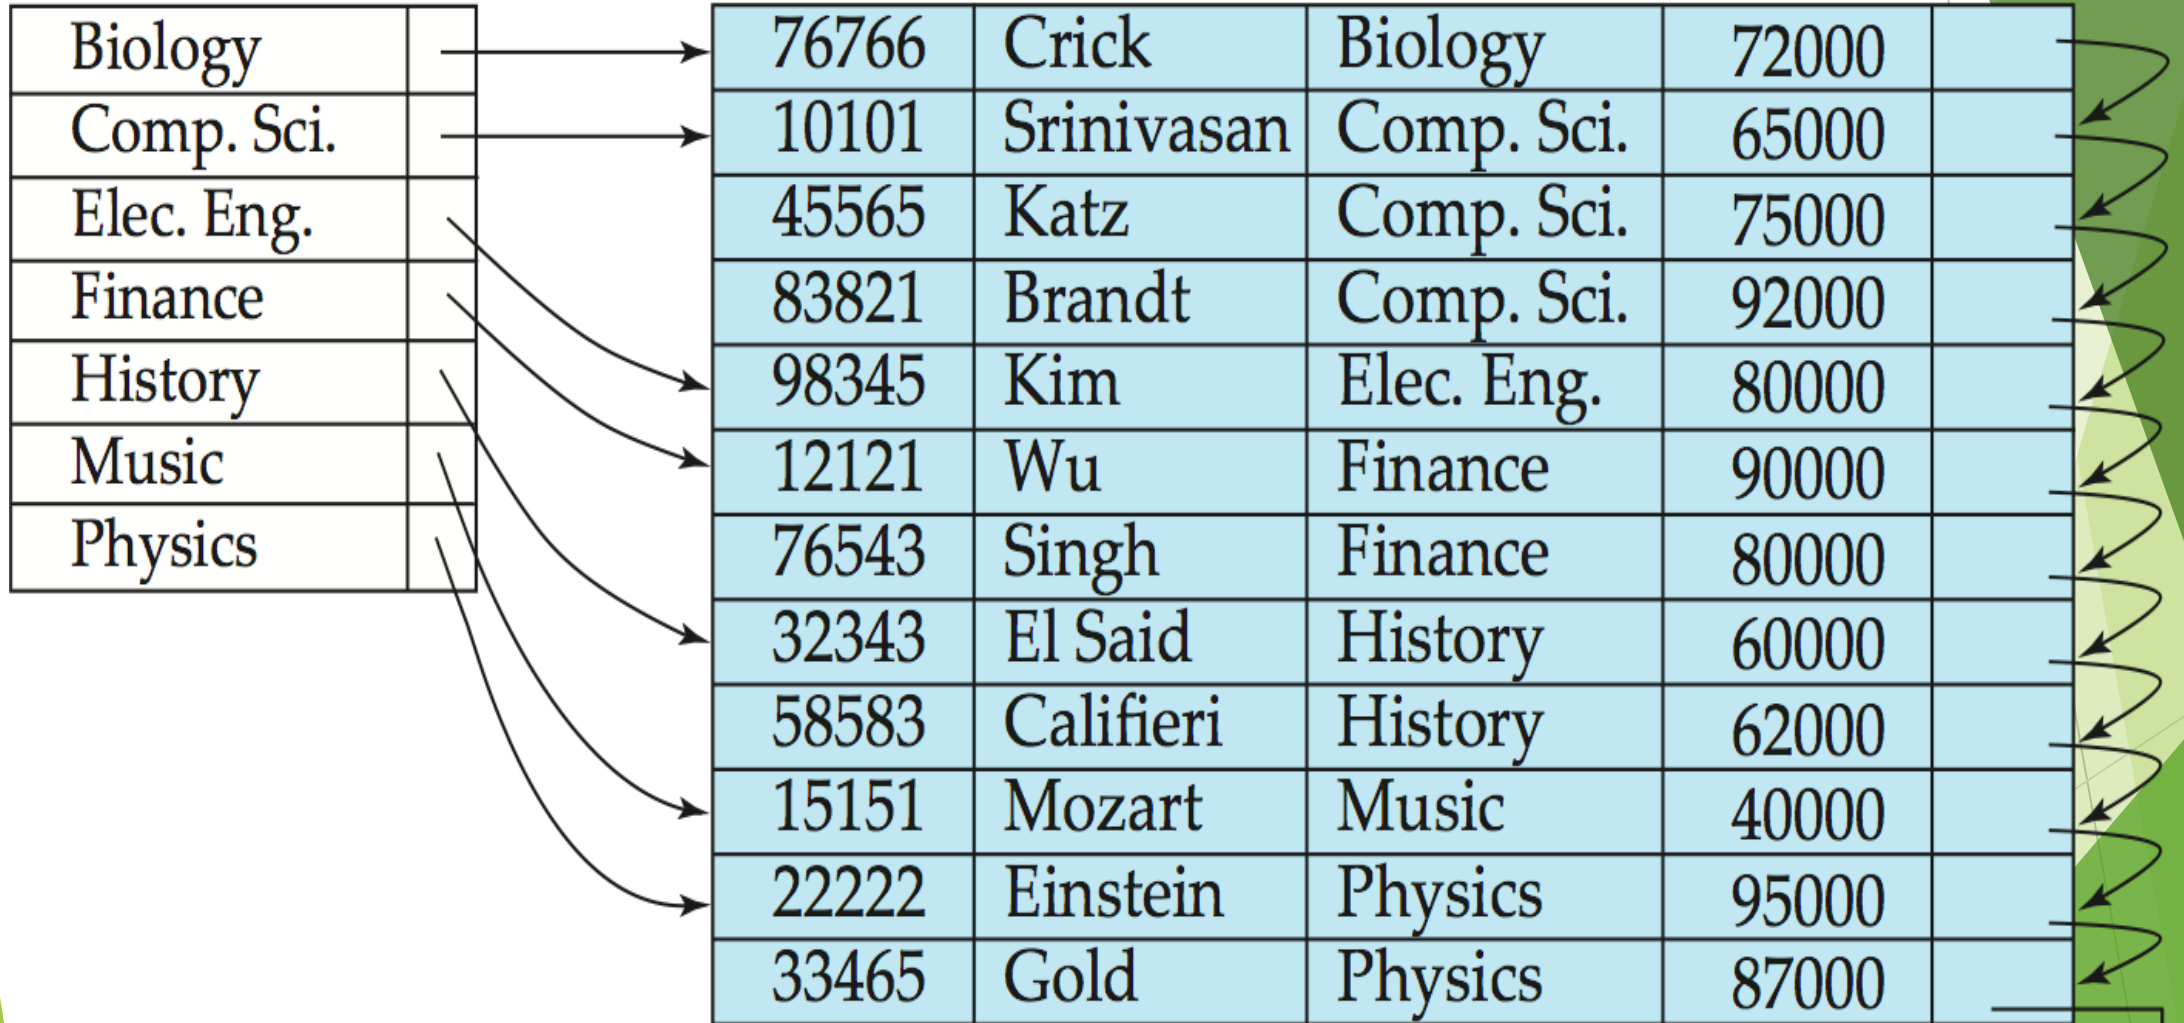 Biology
Comp. Sci.
Elec. Eng.
Finance
History
Music
Physics
76766 Crick Biology 72000
10101 Srinivasan Comp. Sci. 65000
45565 Katz Comp. Sci. 75000
83821 Brandt Comp. Sci. 92000
98345 Kim Elec. Eng. 80000
12121 Wu Finance 90000
76543 Singh Finance 80000
32343 El Said History 60000
58583 Califieri History 62000
15151 Mozart Music 40000
22222 Einstein Physics 95000
33465 Gold Physics 87000